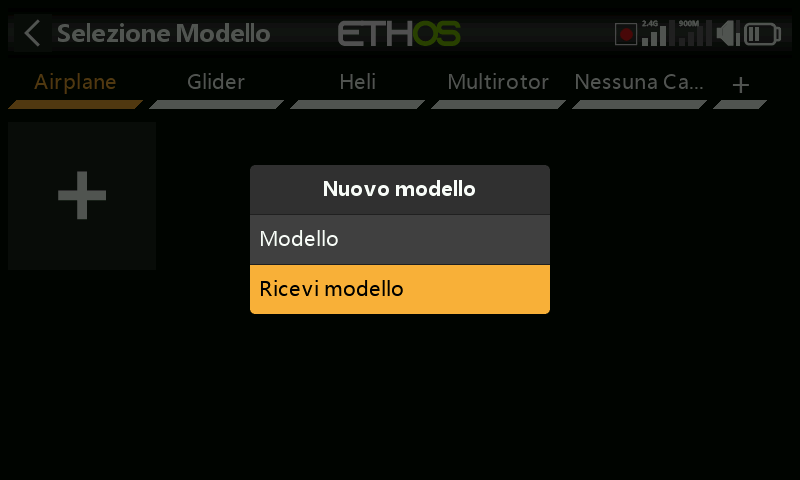 Selezione Modello
ETHOS
2.4G
900M
Airplane
Glider
Heli
Multirotor
Nessuna Ca...
+
Nuovo modello
Modello
Ricevi modello